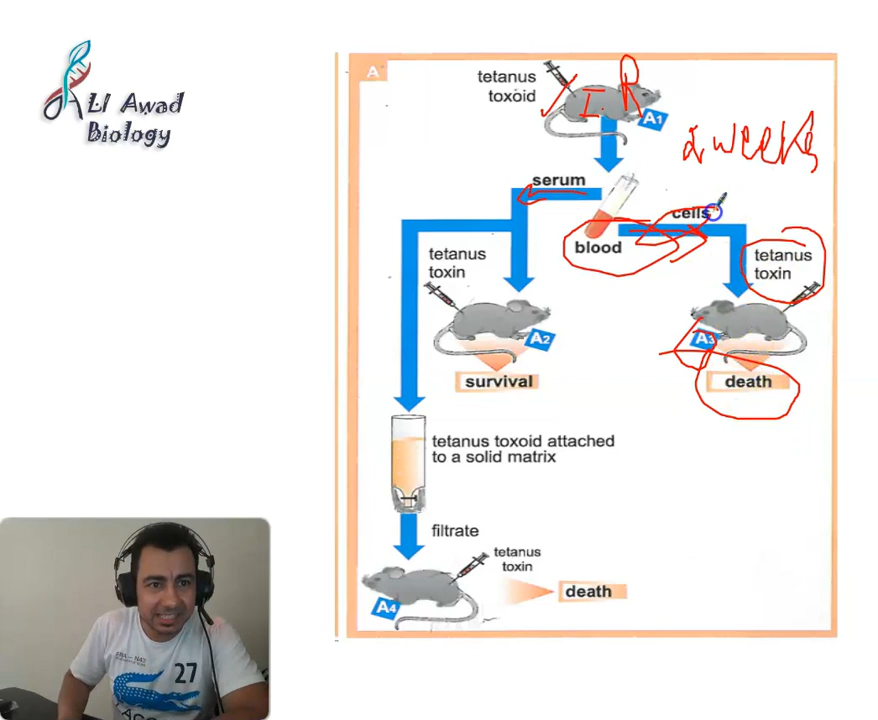 ALI Awad
Biology
A
tetanus
toxoid
I.R
A1
2 weeks
serum
cells
blood
tetanus
toxin
tetanus
toxin
A2
A3
survival
death
tetanus toxoid attached
to a solid matrix
filtrate
tetanus
toxin
A4
death
27